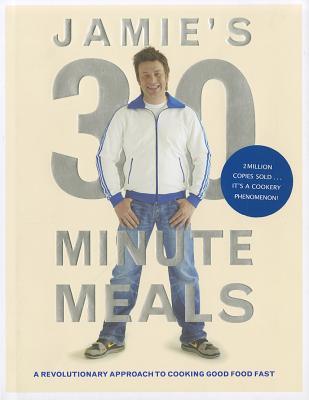 JAMIE'S
30
2 MILLION
COPIES SOLD...
IT'S A COOKERY
PHENOMENON!
MINUTE
MEALS
A REVOLUTIONARY APPROACH TO COOKING GOOD FOOD FAST